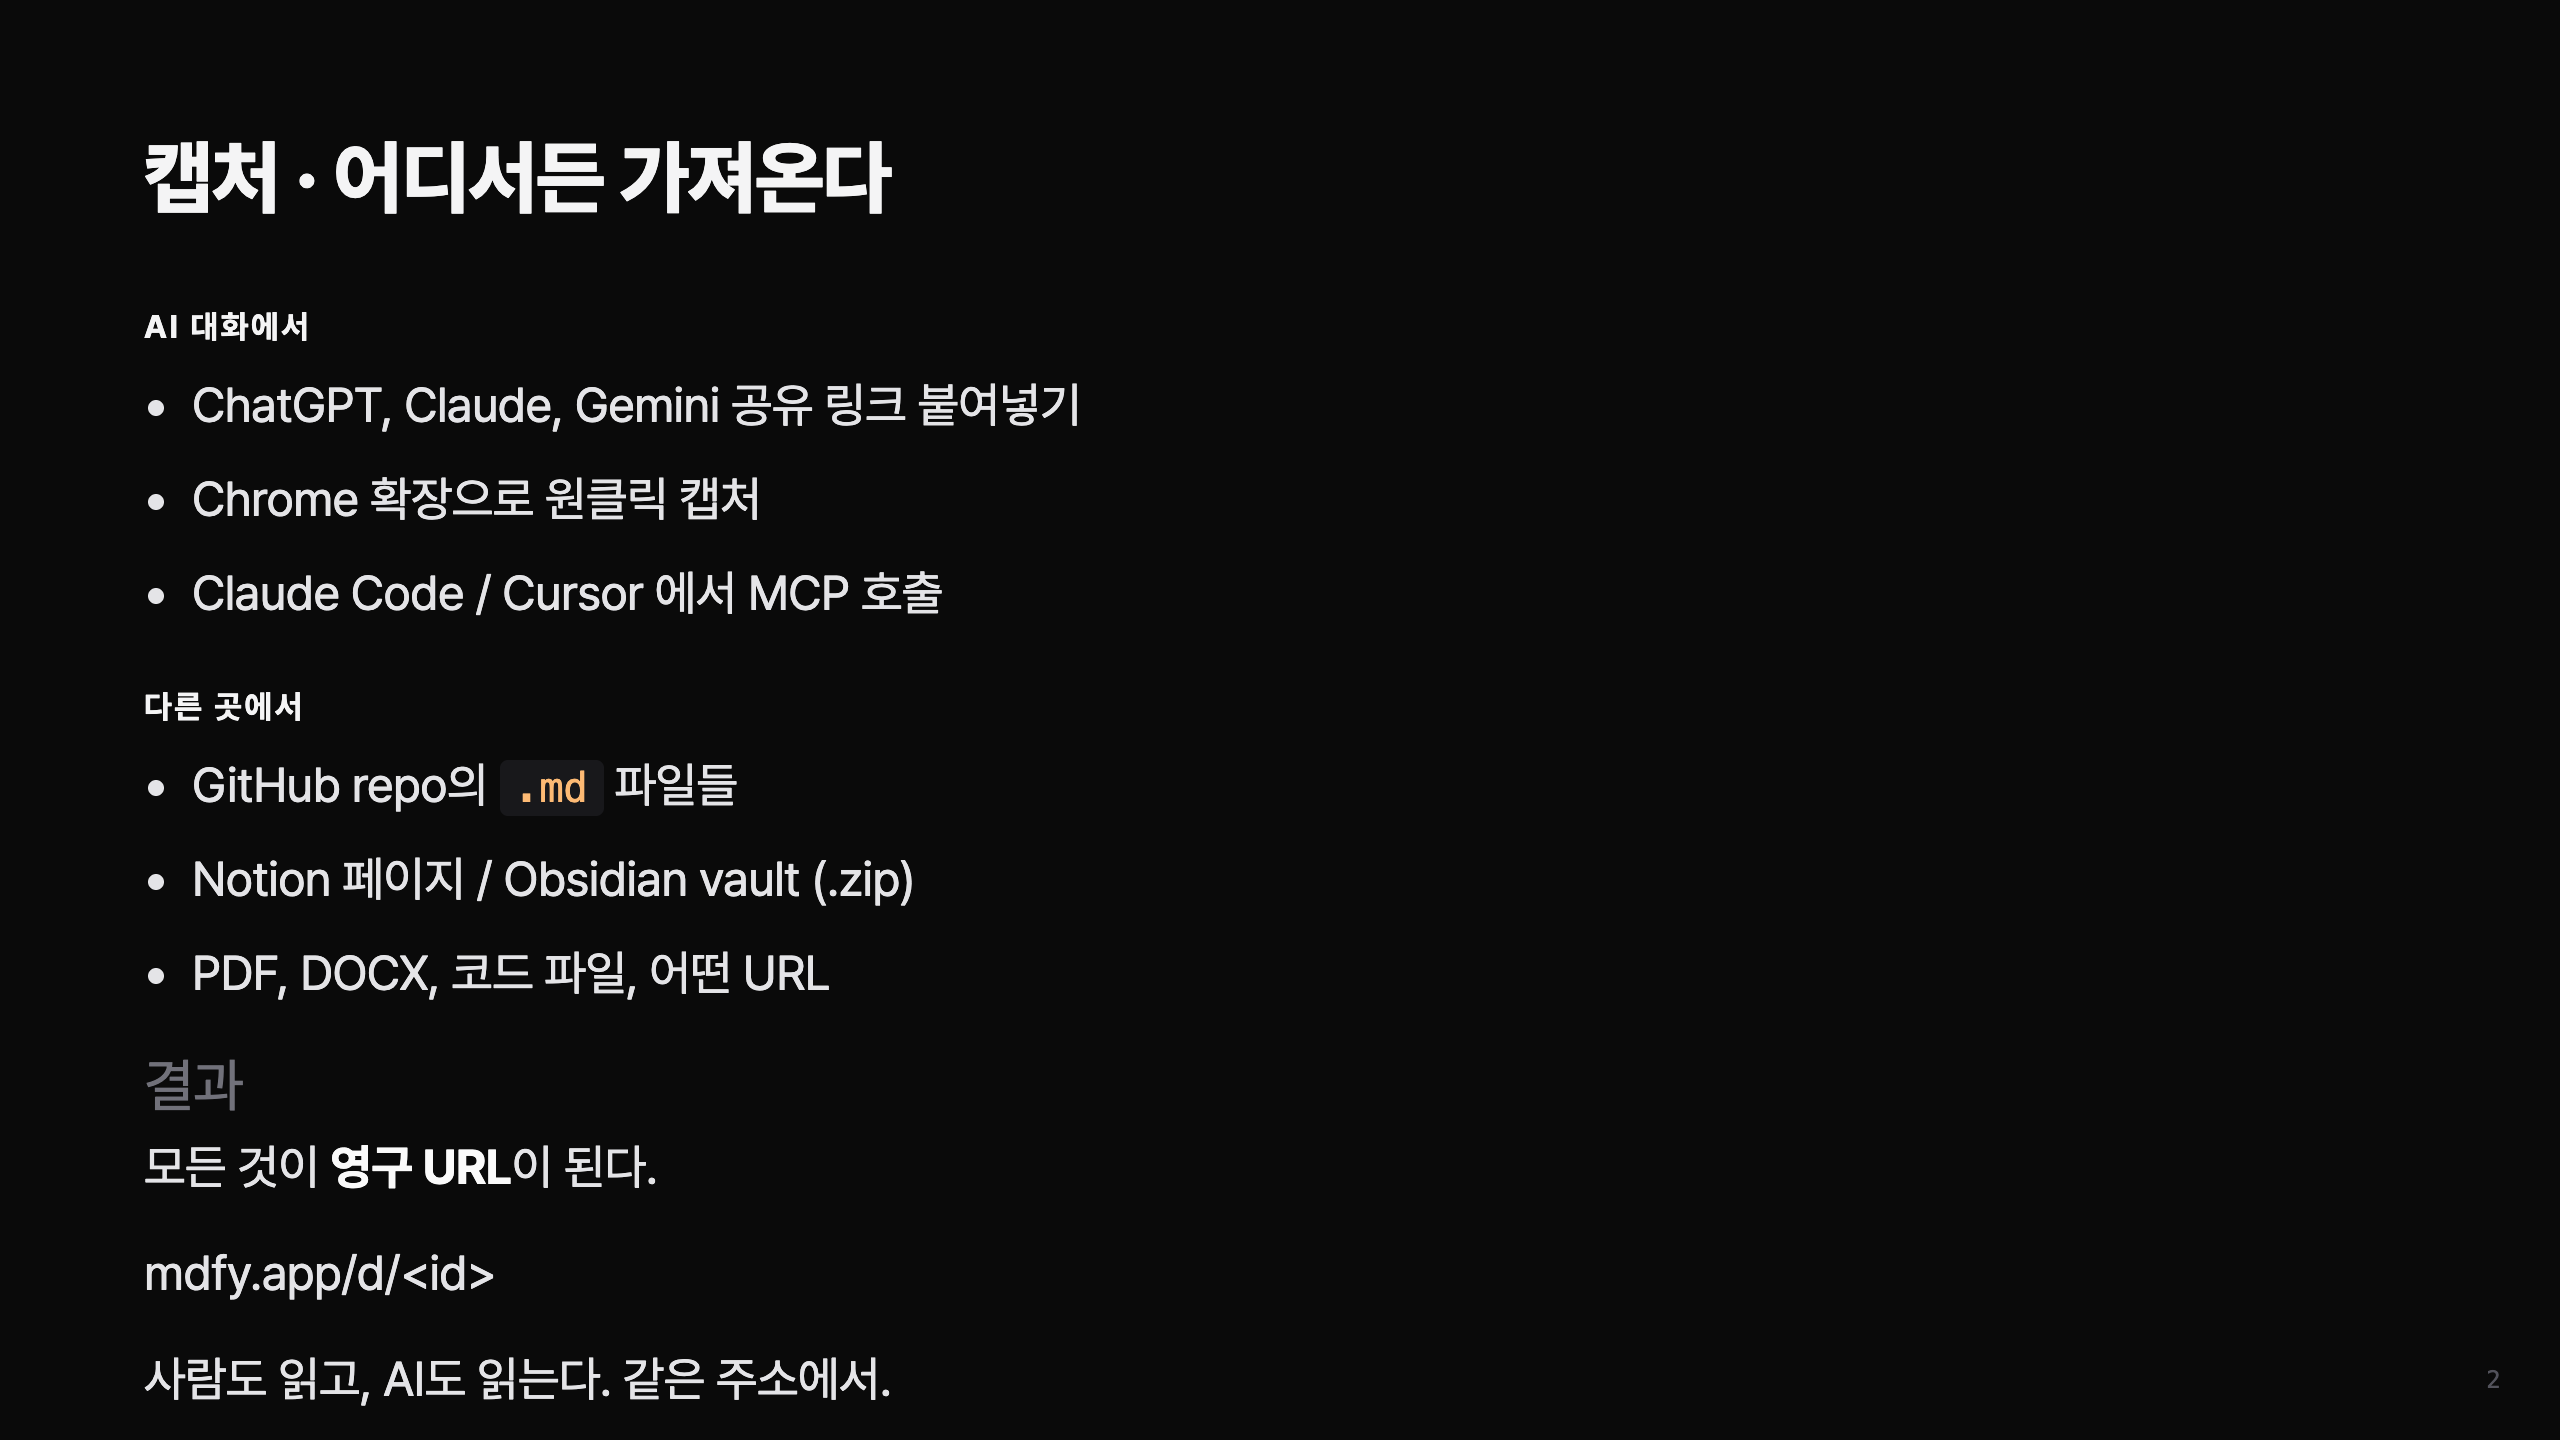 캡처 · 어디서든 가져온다
AI 대화에서
• ChatGPT, Claude, Gemini 공유 링크 붙여넣기
• Chrome 확장으로 원클릭 캡처
• Claude Code / Cursor 에서 MCP 호출
다른 곳에서
• GitHub repo의 .md 파일들
• Notion 페이지 / Obsidian vault (.zip)
• PDF, DOCX, 코드 파일, 어떤 URL
결과
모든 것이 영구 URL이 된다.
mdfy.app/d/<id>
사람도 읽고, AI도 읽는다. 같은 주소에서.
2